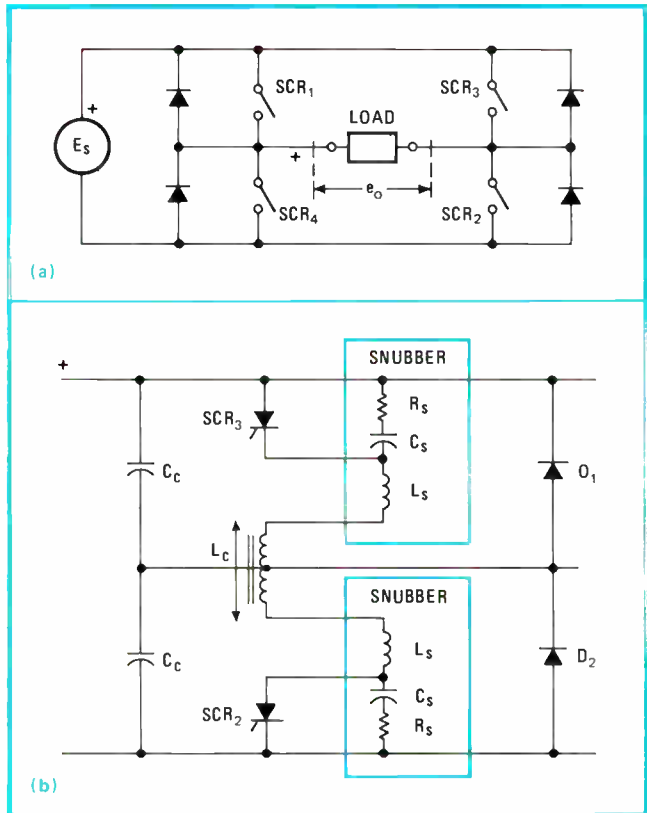 SCR1
SCR3
+
LOAD
ES
+
eo
SCR4
SCR2
(a)
SNUBBER
+
RS
SCR3
CS
CC
O1
LS
LC
SNUBBER
LS
CC
D2
CS
SCR2
RS
(b)